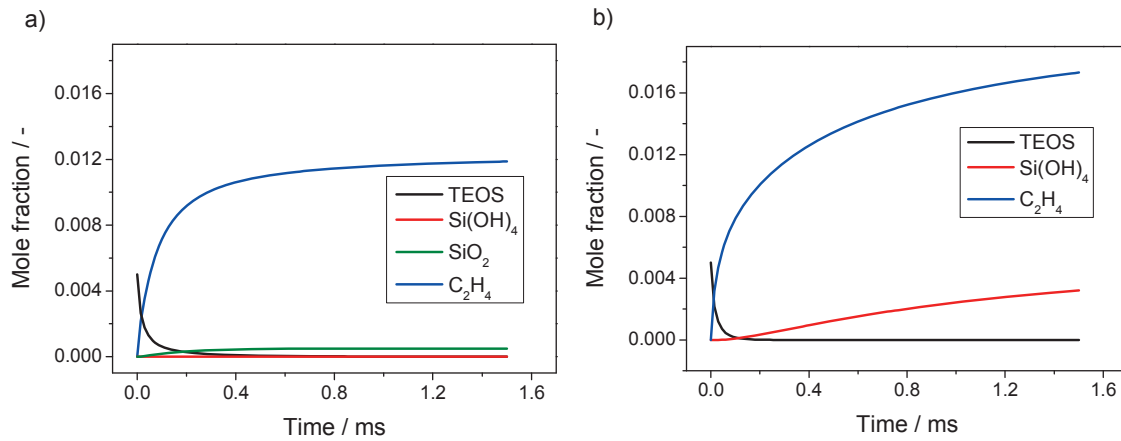 a)
0.016
0.012
0.008
0.004
0.000
Mole fraction / -
TEOS
Si(OH)₄
SiO₂
C₂H₄
0.0 0.4 0.8 1.2 1.6
Time / ms
b)
0.016
0.012
0.008
0.004
0.000
Mole fraction / -
TEOS
Si(OH)₄
C₂H₄
0.0 0.4 0.8 1.2 1.6
Time / ms